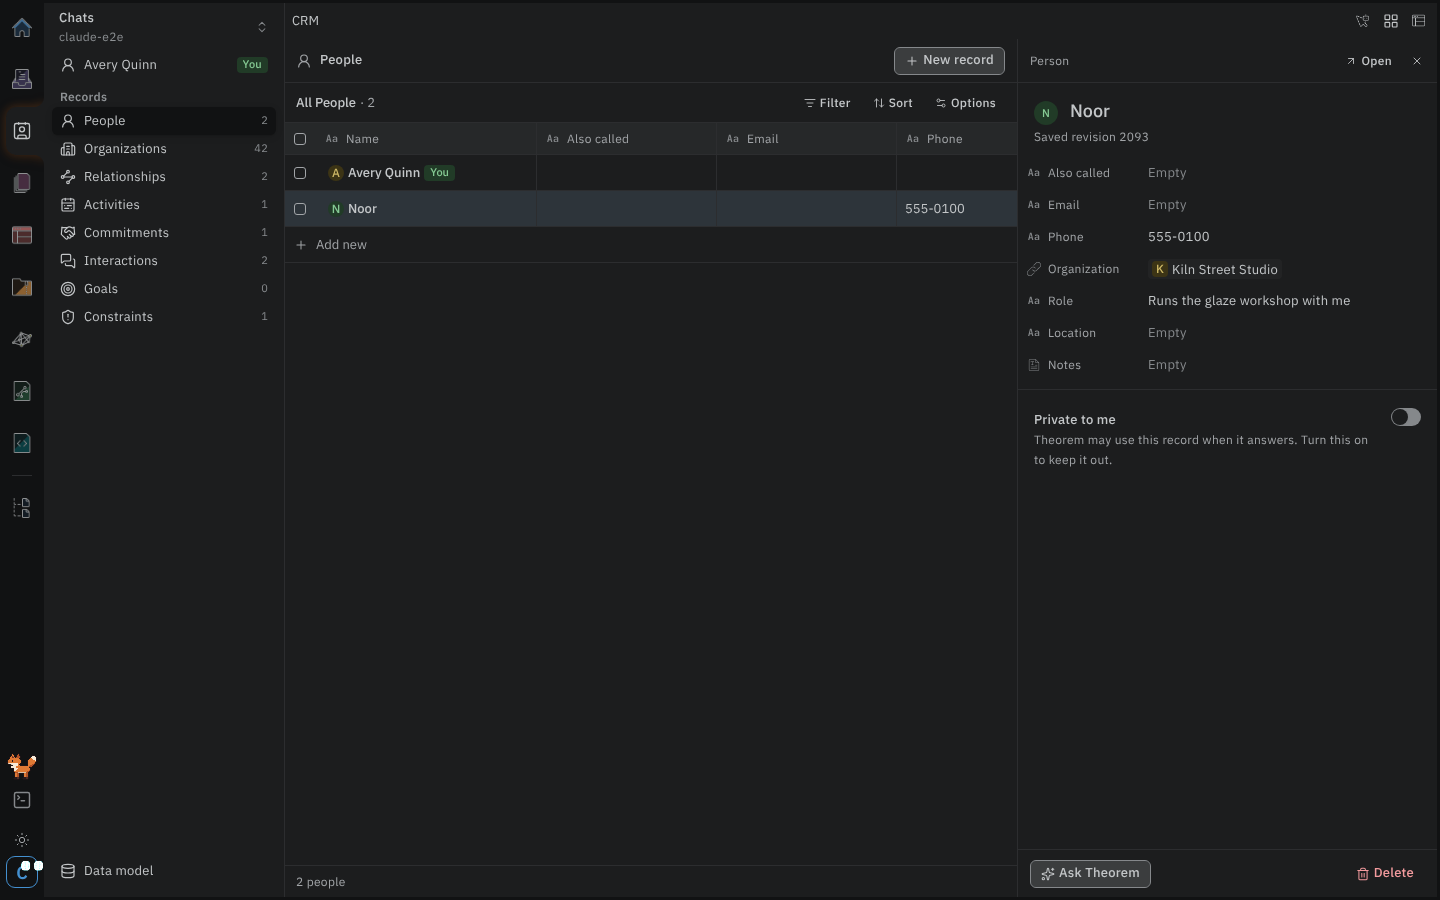 Chats
claude-e2e
Avery Quinn You
Records
People 2
Organizations 42
Relationships 2
Activities 1
Commitments 1
Interactions 2
Goals 0
Constraints 1
Data model
C
CRM
People
New record
All People · 2
Filter
Sort
Options
Aa Name
Aa Also called
Aa Email
Aa Phone
A Avery Quinn You
N Noor 555-0100
Add new
2 people
Person
Open
N Noor
Saved revision 2093
Aa Also called Empty
Aa Email Empty
Aa Phone 555-0100
Organization K Kiln Street Studio
Aa Role Runs the glaze workshop with me
Aa Location Empty
Notes Empty
Private to me
Theorem may use this record when it answers. Turn this on
to keep it out.
Ask Theorem
Delete